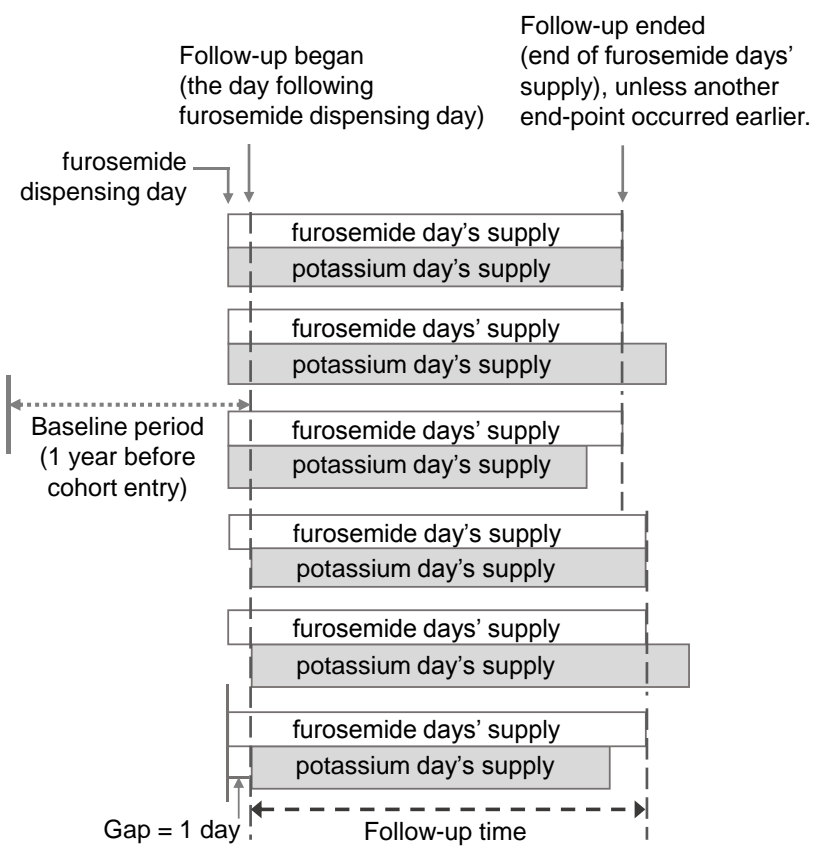 Follow-up began
(the day following
furosemide dispensing day)
Follow-up ended
(end of furosemide days’
supply), unless another
end-point occurred earlier.
furosemide
dispensing day
furosemide day’s supply
potassium day’s supply
furosemide days’ supply
potassium day’s supply
Baseline period
(1 year before
cohort entry)
furosemide days’ supply
potassium day’s supply
furosemide day’s supply
potassium day’s supply
furosemide days’ supply
potassium day’s supply
furosemide days’ supply
potassium day’s supply
Gap = 1 day
Follow-up time